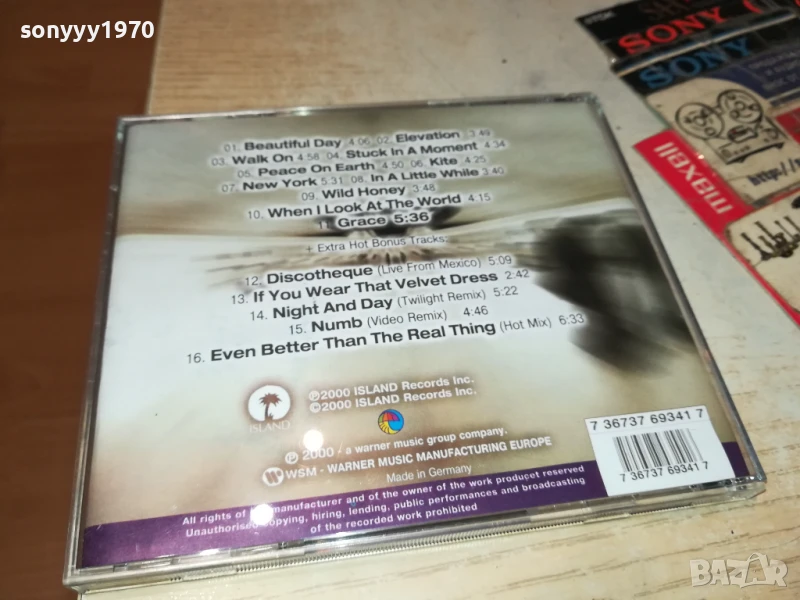 sonyyy1970
TDK
SONY
SONY
maxell
http://
01. Beautiful Day 4:06 02. Elevation 3:49
03. Walk On 4:58 04. Stuck In A Moment 4:34
05. Peace On Earth 4:50 06. Kite 4:25
07. New York 5:31 08. In A Little While 3:40
09. Wild Honey 3:48
10. When I Look At The World 4:15
11. Grace 5:36
+ Extra Hot Bonus Tracks:
12. Discotheque (Live From Mexico) 5:09
13. If You Wear That Velvet Dress 2:42
14. Night And Day (Twilight Remix) 5:22
15. Numb (Video Remix) 4:46
16. Even Better Than The Real Thing (Hot Mix) 6:33
ISLAND
℗2000 ISLAND Records Inc.
©2000 ISLAND Records Inc.
℗ 2000 - a warner music group company.
WSM - WARNER MUSIC MANUFACTURING EUROPE
Made in Germany
7 36737 69341 7
7 36737 69341 7
All rights of manufacturer and of the owner of the work producet reserved
Unauthorised copying, hiring, lending, public performances and broadcasting
of the recorded work prohibited
BAZAR